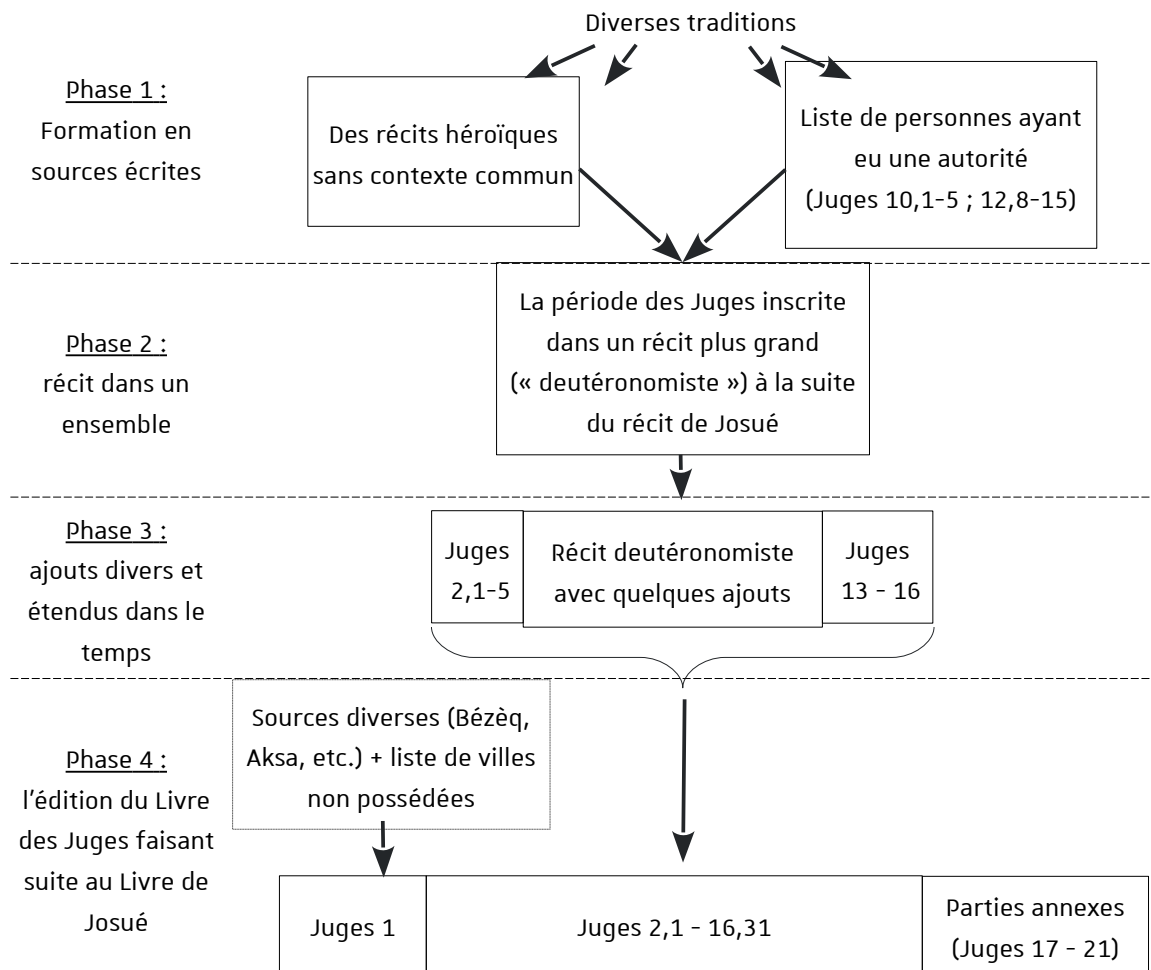 Diverses traditions
Phase 1 :
Formation en
sources écrites
Des récits héroïques
sans contexte commun
Liste de personnes ayant
eu une autorité
(Juges 10,1-5 ; 12,8-15)
Phase 2 :
récit dans un
ensemble
La période des Juges inscrite
dans un récit plus grand
(« deutéronomiste ») à la suite
du récit de Josué
Phase 3 :
ajouts divers et
étendus dans le
temps
Juges
2,1-5
Récit deutéronomiste
avec quelques ajouts
Juges
13 - 16
Phase 4 :
l'édition du Livre
des Juges faisant
suite au Livre de
Josué
Sources diverses (Bézèq,
Aksa, etc.) + liste de villes
non possédées
Juges 1
Juges 2,1 - 16,31
Parties annexes
(Juges 17 - 21)